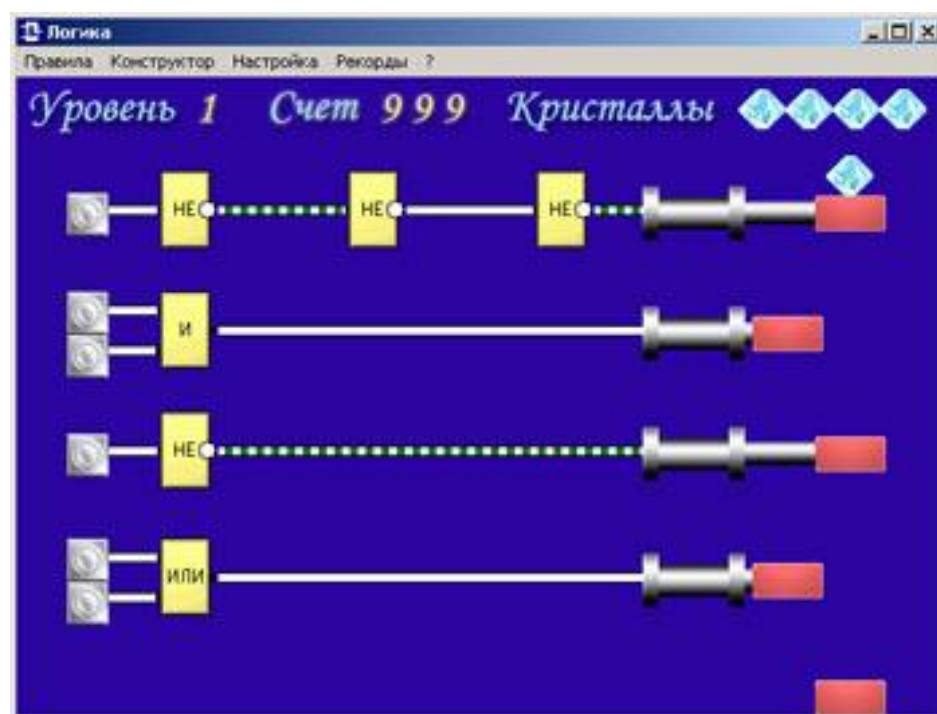 Логика
Правила Конструктор Настройка Рекорды ?
Уровень 1 Счет 999 Кристаллы
НЕ НЕ НЕ
И
НЕ
ИЛИ